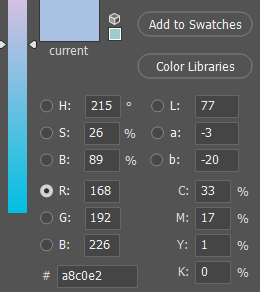 Add to Swatches
current
Color Libraries
H: 215 ° L: 77
S: 26 % a: -3
B: 89 % b: -20
R: 168 C: 33 %
G: 192 M: 17 %
B: 226 Y: 1 %
K: 0 %
# a8c0e2